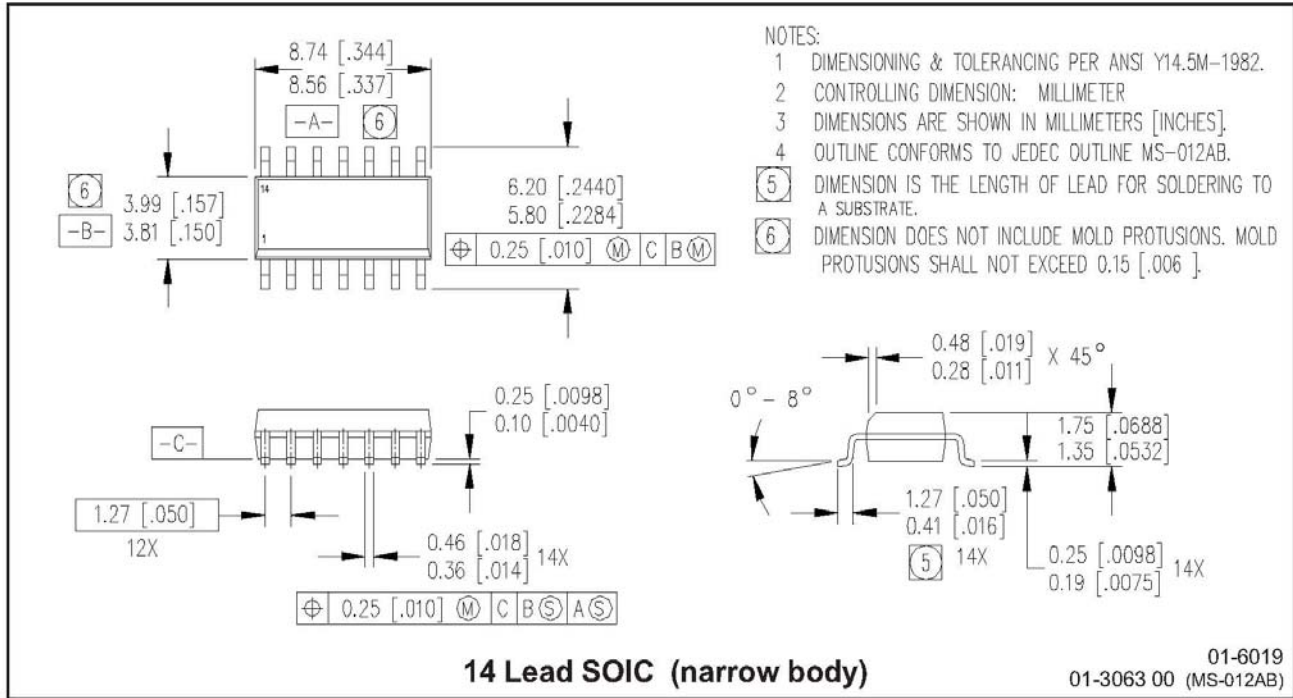 8.74 [.344]
8.56 [.337]
-A- 6
6
3.99 [.157]
-B- 3.81 [.150]
14
1
6.20 [.2440]
5.80 [.2284]
⌖ 0.25 [.010] Ⓜ C B Ⓜ
NOTES:
1 DIMENSIONING & TOLERANCING PER ANSI Y14.5M-1982.
2 CONTROLLING DIMENSION: MILLIMETER
3 DIMENSIONS ARE SHOWN IN MILLIMETERS [INCHES].
4 OUTLINE CONFORMS TO JEDEC OUTLINE MS-012AB.
5 DIMENSION IS THE LENGTH OF LEAD FOR SOLDERING TO
A SUBSTRATE.
6 DIMENSION DOES NOT INCLUDE MOLD PROTUSIONS. MOLD
PROTUSIONS SHALL NOT EXCEED 0.15 [.006 ].
-C-
0.25 [.0098]
0.10 [.0040]
1.27 [.050]
12X
0.46 [.018]
0.36 [.014] 14X
⌖ 0.25 [.010] Ⓜ C B Ⓢ A Ⓢ
0.48 [.019]
0.28 [.011] X 45°
0° - 8°
1.75 [.0688]
1.35 [.0532]
1.27 [.050]
0.41 [.016]
5 14X
0.25 [.0098]
0.19 [.0075] 14X
14 Lead SOIC (narrow body)
01-6019
01-3063 00 (MS-012AB)